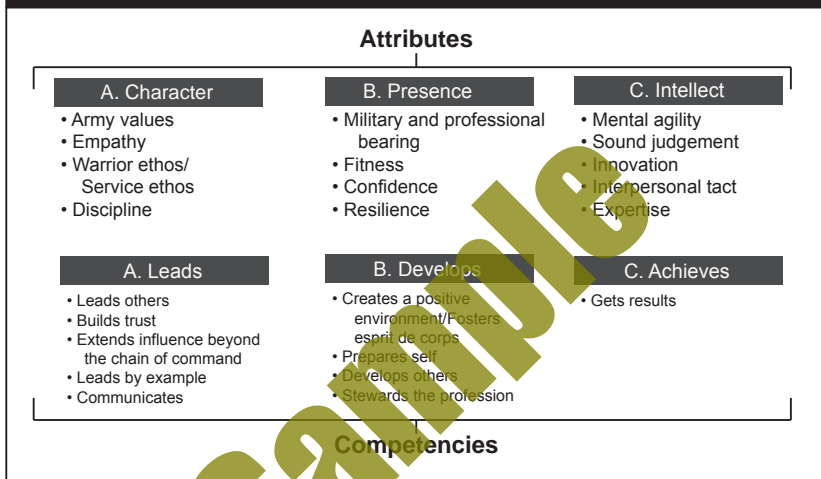 Attributes
A. Character
• Army values
• Empathy
• Warrior ethos/
Service ethos
• Discipline
B. Presence
• Military and professional
bearing
• Fitness
• Confidence
• Resilience
C. Intellect
• Mental agility
• Sound judgement
• Innovation
• Interpersonal tact
• Expertise
A. Leads
• Leads others
• Builds trust
• Extends influence beyond
the chain of command
• Leads by example
• Communicates
B. Develops
• Creates a positive
environment/Fosters
esprit de corps
• Prepares self
• Develops others
• Stewards the profession
C. Achieves
• Gets results
Competencies
Sample